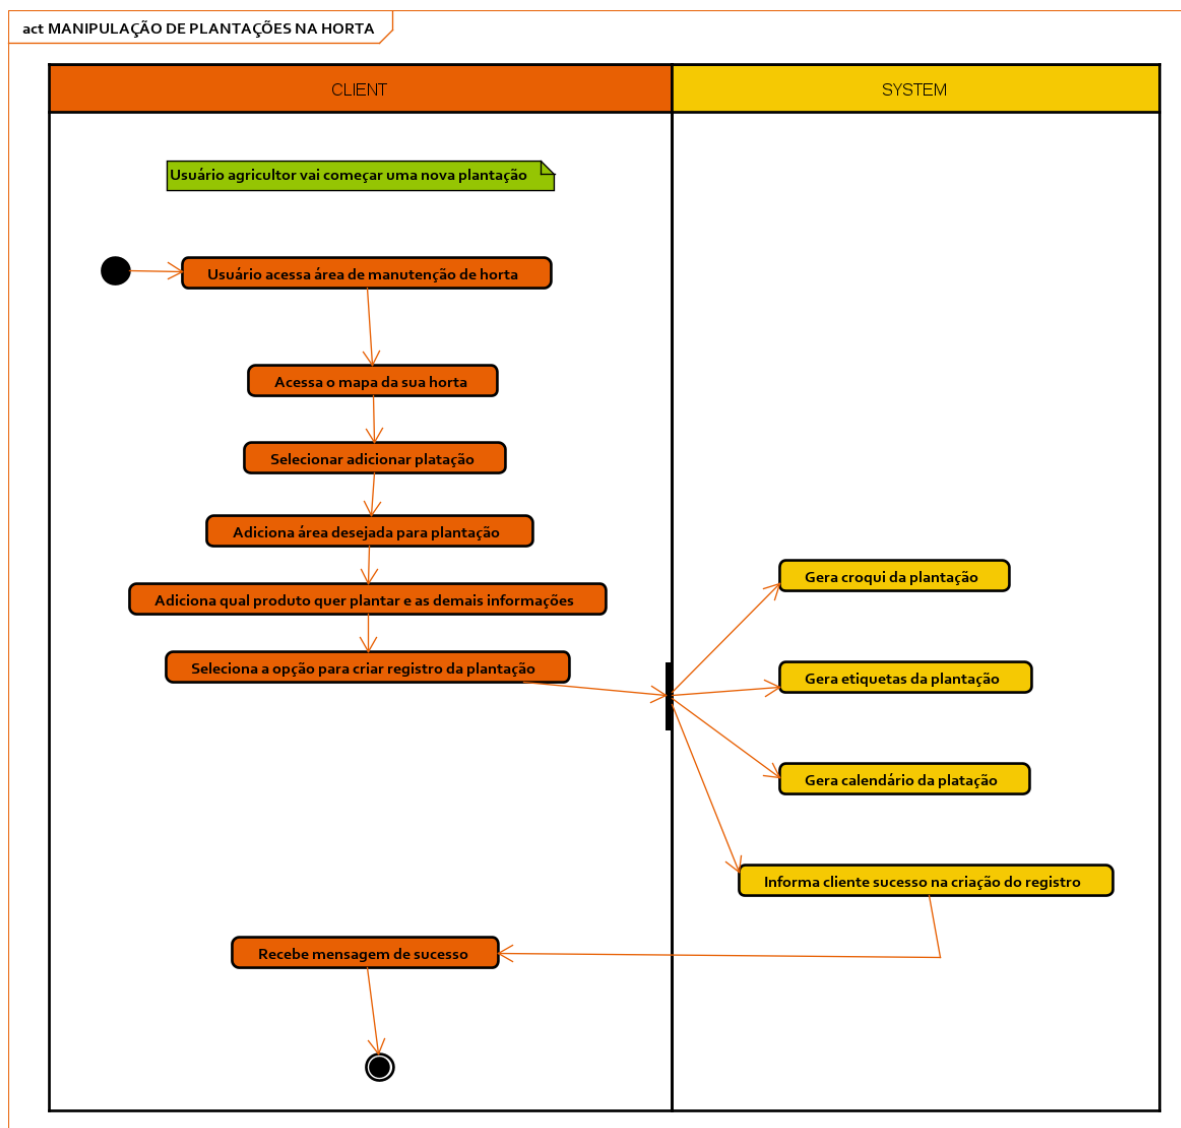 act MANIPULAÇÃO DE PLANTAÇÕES NA HORTA
CLIENT
SYSTEM
Usuário agricultor vai começar uma nova plantação
Usuário acessa área de manutenção de horta
Acessa o mapa da sua horta
Selecionar adicionar platação
Adiciona área desejada para plantação
Adiciona qual produto quer plantar e as demais informações
Seleciona a opção para criar registro da plantação
Gera croqui da plantação
Gera etiquetas da plantação
Gera calendário da platação
Informa cliente sucesso na criação do registro
Recebe mensagem de sucesso